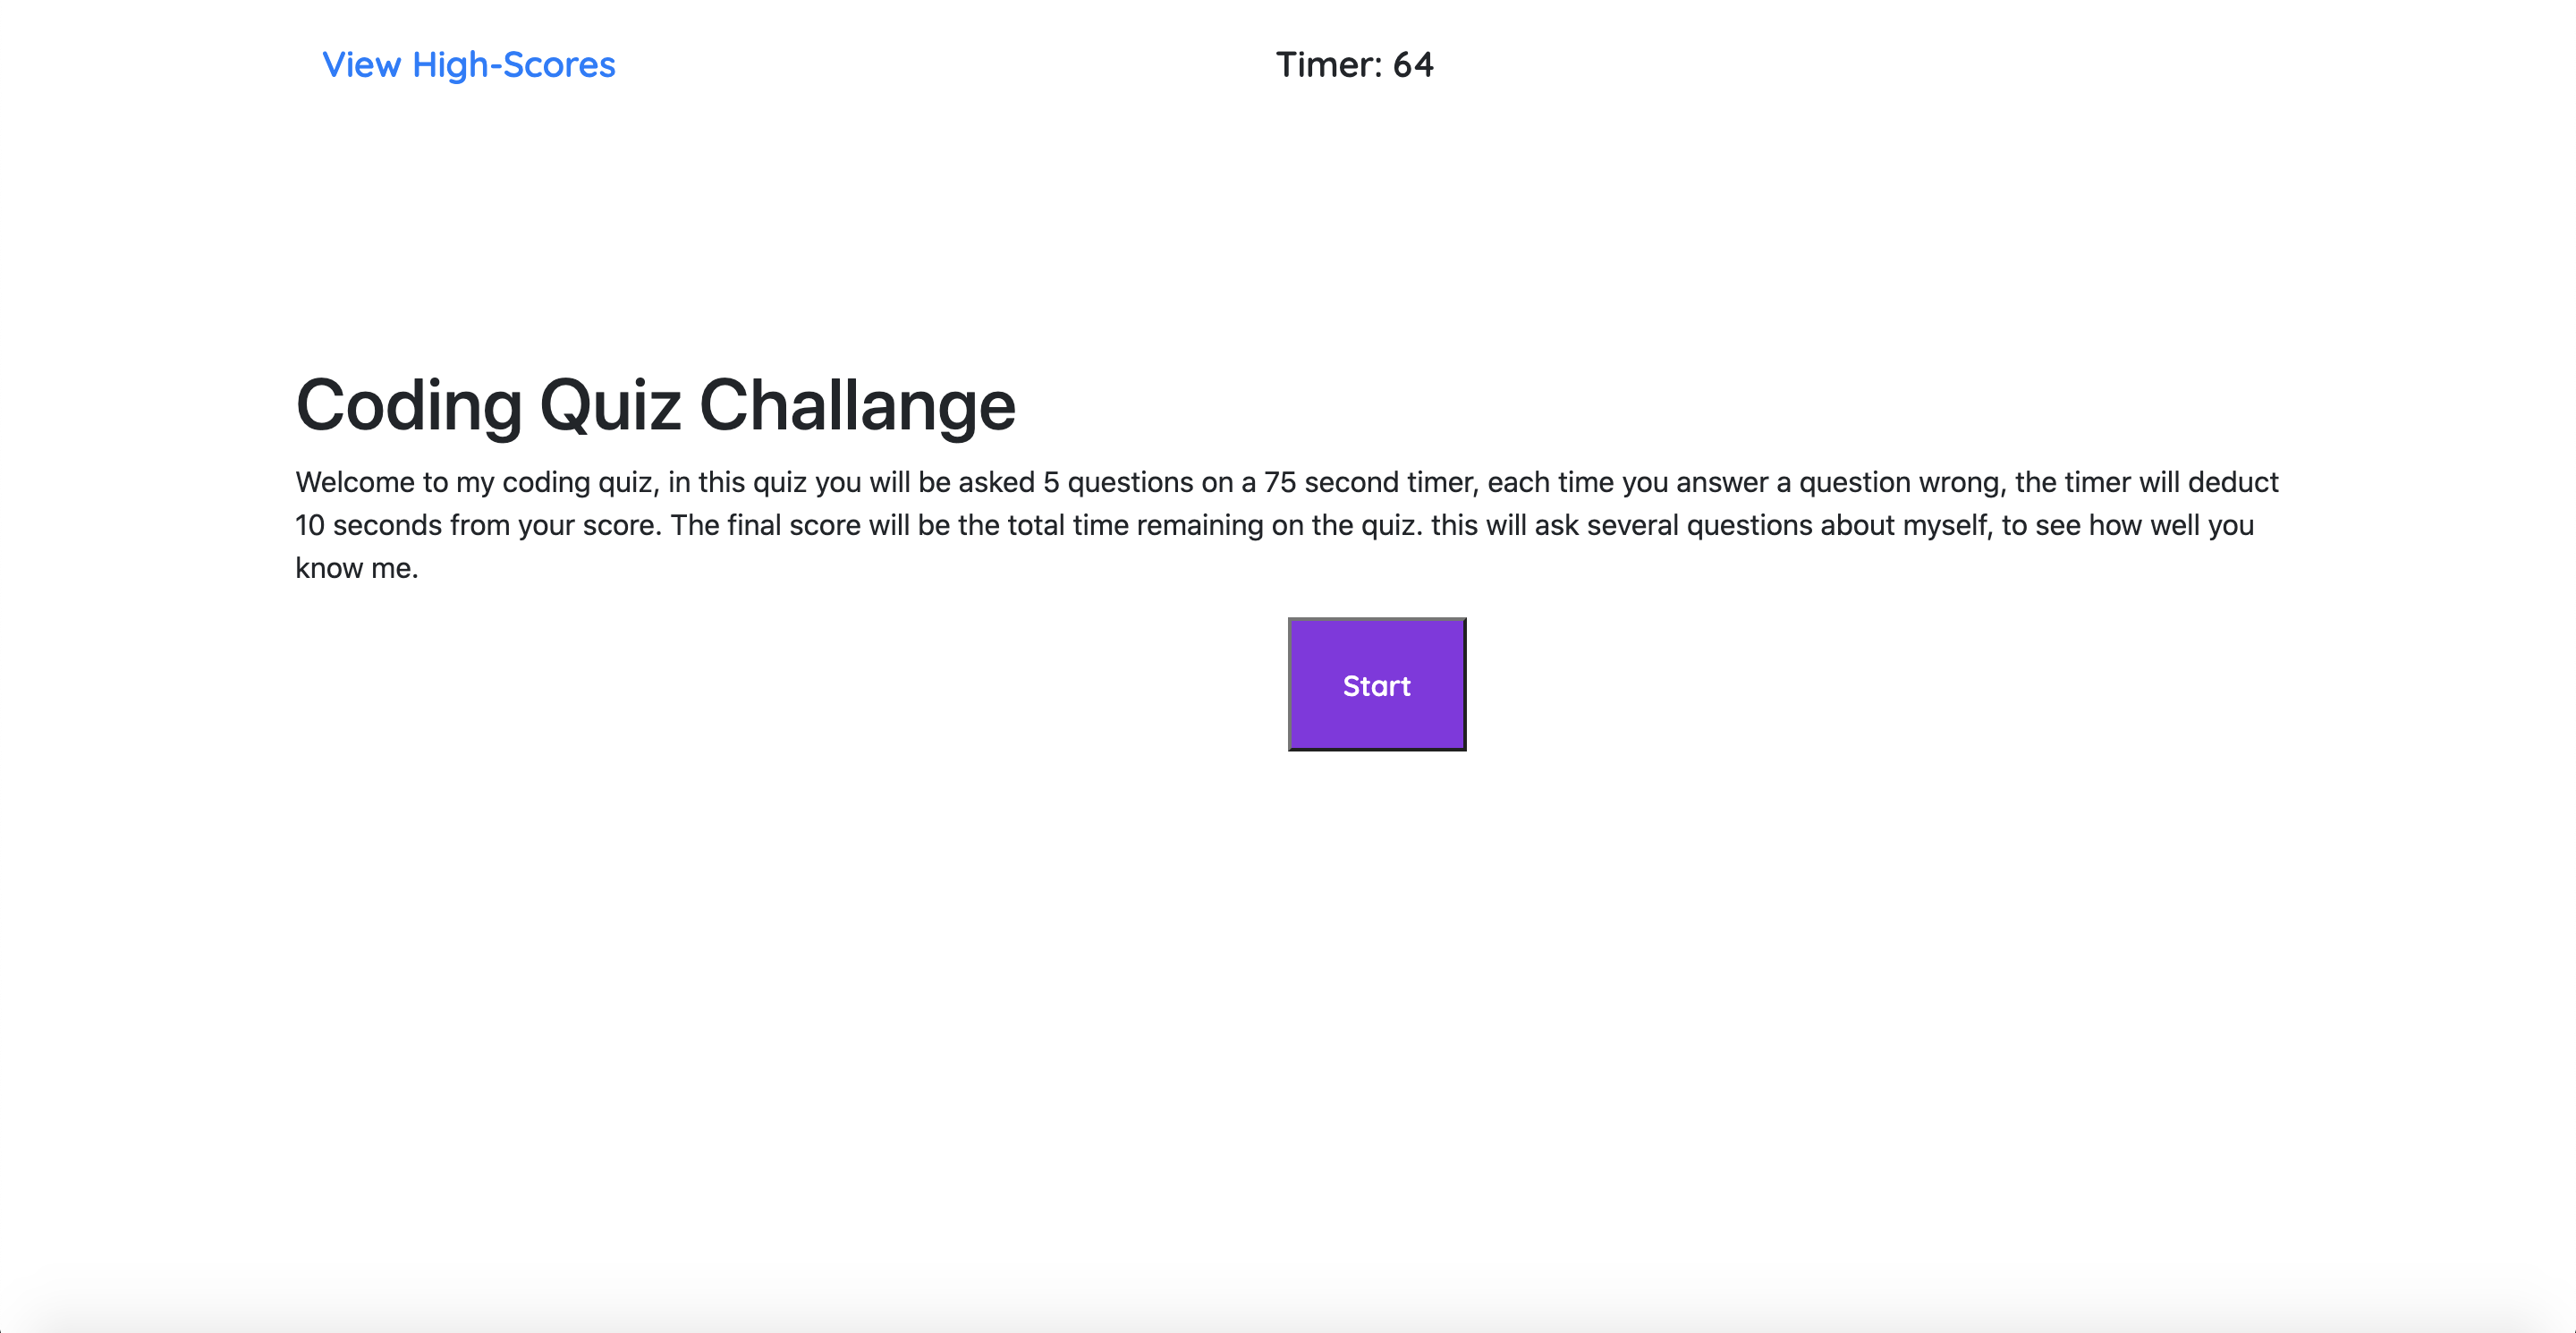 View High-Scores
Timer: 64
Coding Quiz Challange
Welcome to my coding quiz, in this quiz you will be asked 5 questions on a 75 second timer, each time you answer a question wrong, the timer will deduct
10 seconds from your score. The final score will be the total time remaining on the quiz. this will ask several questions about myself, to see how well you
know me.
Start